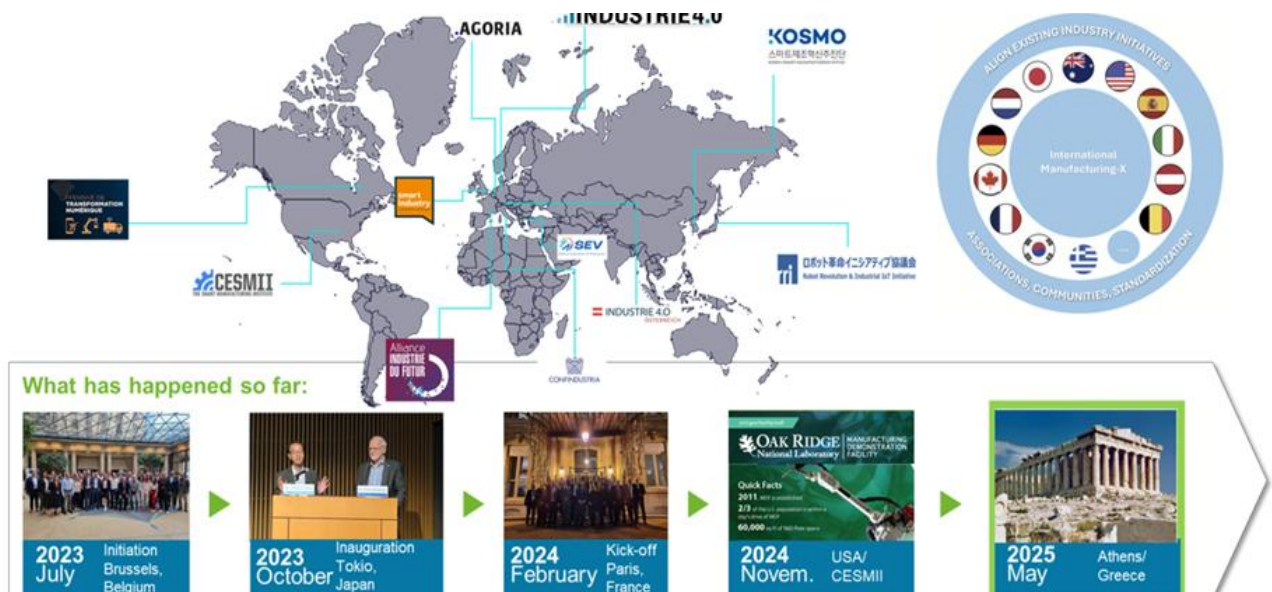 .AGORIA
INDUSTRIE4.0
KOSMO
스마트제조혁신추진단
KOREA SMART MANUFACTURING OFFICE
ALIGN EXISTING INDUSTRY INITIATIVES
International
Manufacturing-X
ASSOCIATIONS, COMMUNITIES, STANDARDIZATION
TRANSFORMATION
NUMÉRIQUE
smart
industry
SEV
CESMII
THE SMART MANUFACTURING INSTITUTE
rri
ロボット革命イニシアティブ協議会
Robot Revolution & Industrial IoT Initiative
INDUSTRIE 4.0
ÖSTERREICH
Alliance
INDUSTRIE
DU FUTUR
CONFINDUSTRIA
What has happened so far:
OAK RIDGE
National Laboratory
MANUFACTURING
DEMONSTRATION
FACILITY
Quick Facts
2011
2/3
60,000
2023
July
Initiation
Brussels,
Belgium
2023
October
Inauguration
Tokio,
Japan
2024
February
Kick-off
Paris,
France
2024
Novem.
USA/
CESMII
2025
May
Athens/
Greece